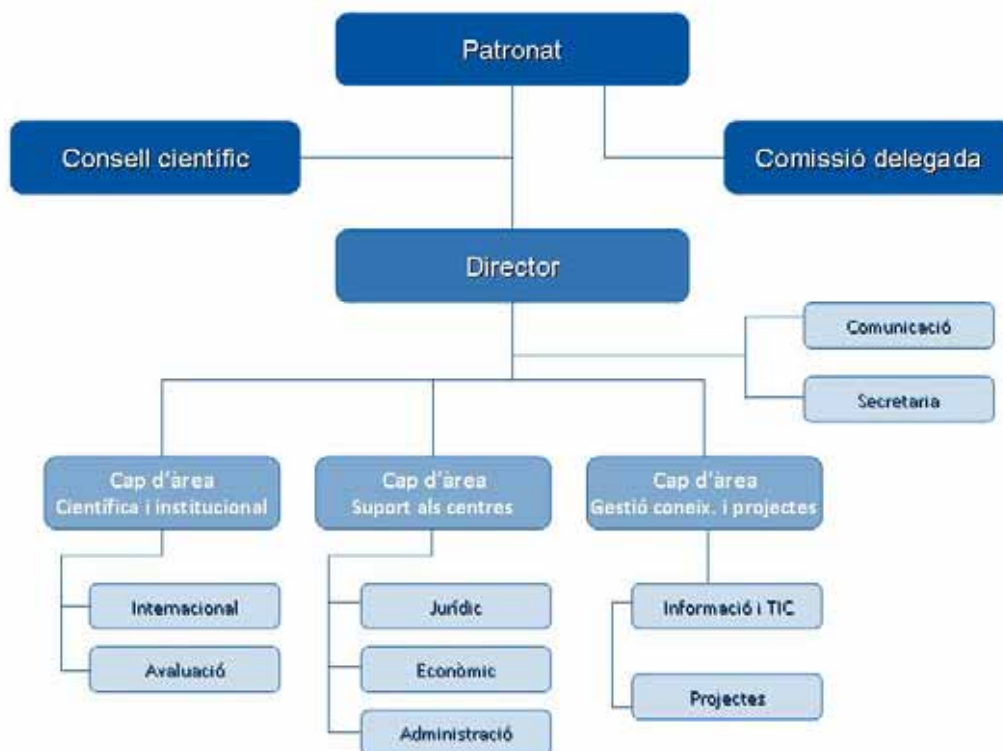 Patronat
Consell científic
Comissió delegada
Director
Comunicació
Secretaria
Cap d'àrea
Científica i institucional
Cap d'àrea
Suport als centres
Cap d'àrea
Gestió coneix. i projectes
Internacional
Avaluació
Jurídic
Econòmic
Administració
Informació i TIC
Projectes